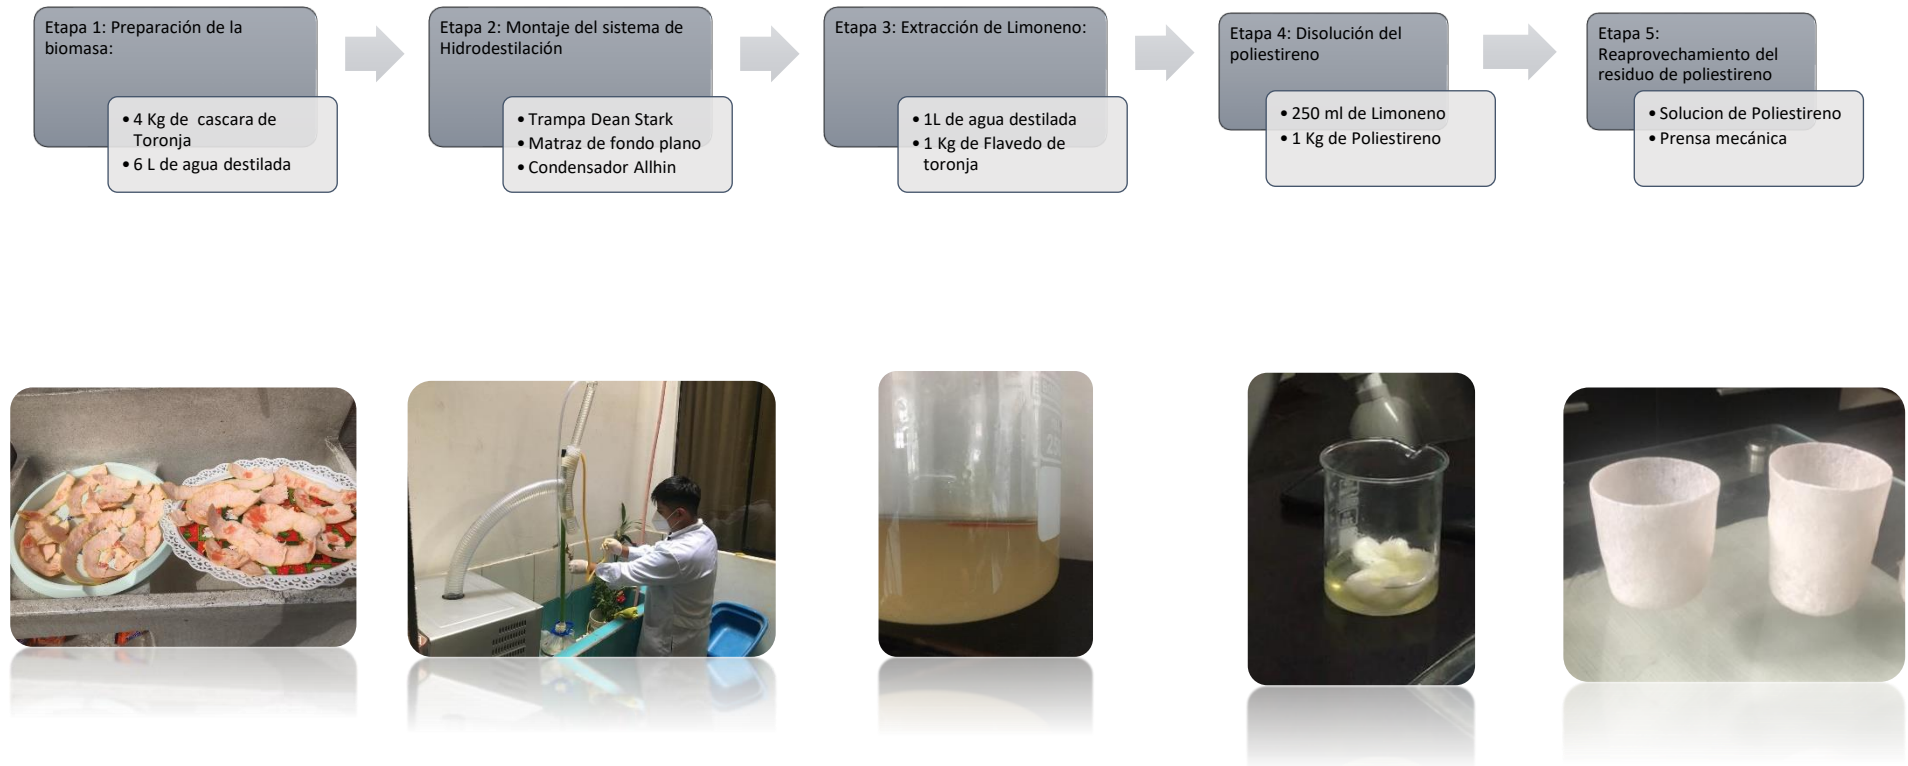 Etapa 1: Preparación de la
biomasa:
• 4 Kg de  cascara de
Toronja
• 6 L de agua destilada
Etapa 2: Montaje del sistema de
Hidrodestilación
• Trampa Dean Stark
• Matraz de fondo plano
• Condensador Allhin
Etapa 3: Extracción de Limoneno:
• 1L de agua destilada
• 1 Kg de Flavedo de
toronja
Etapa 4: Disolución del
poliestireno
• 250 ml de Limoneno
• 1 Kg de Poliestireno
Etapa 5:
Reaprovechamiento del
residuo de poliestireno
• Solucion de Poliestireno
• Prensa mecánica